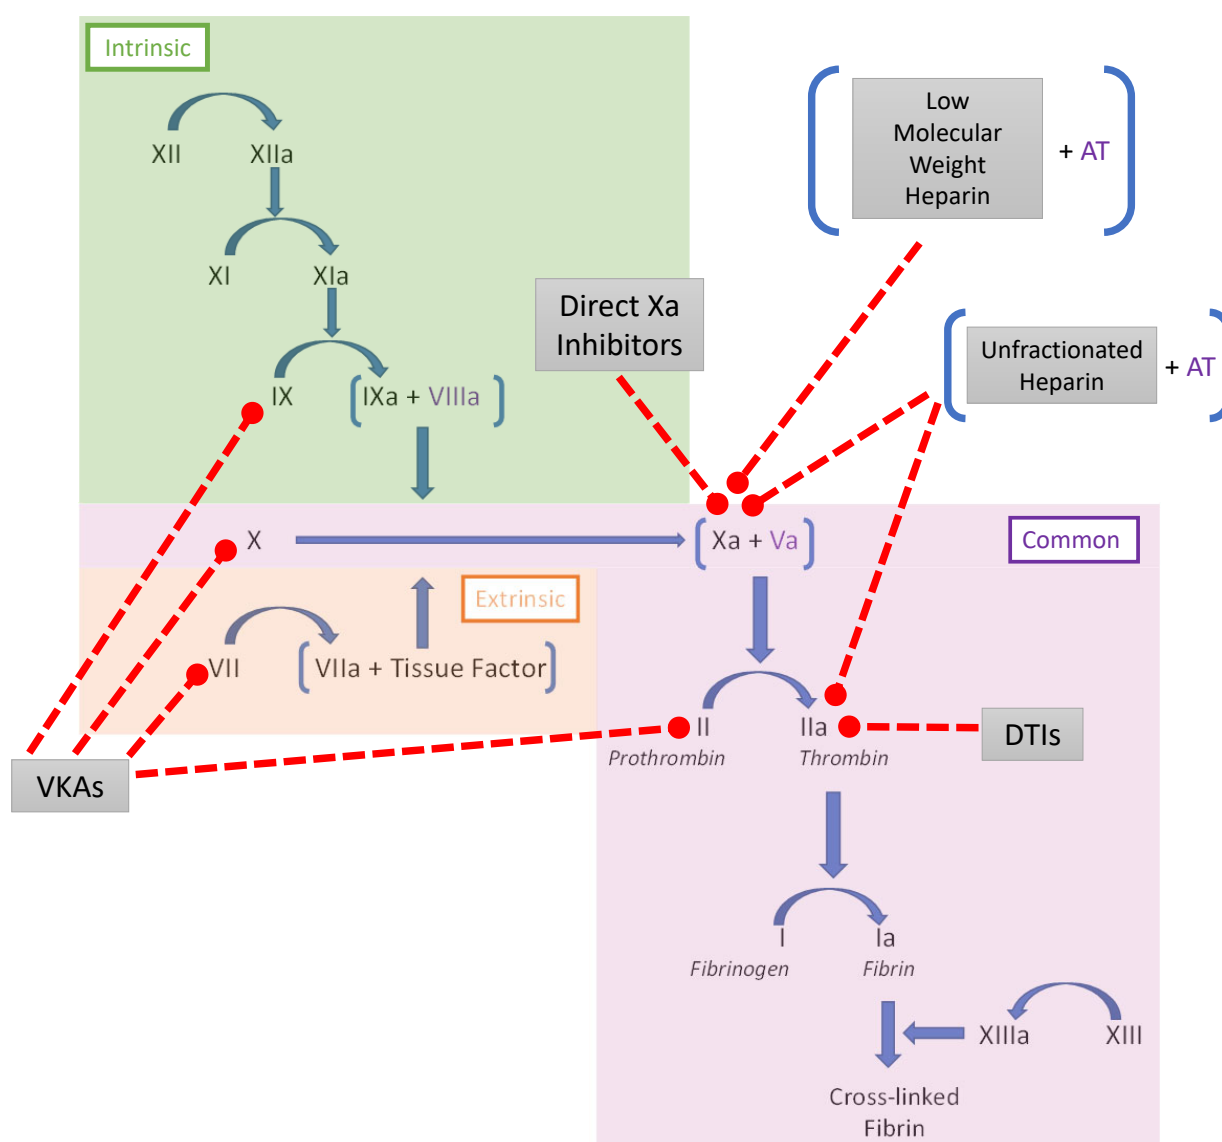 Intrinsic
Low
Molecular
Weight
Heparin
+ AT
XII XIIa
XI XIa
Direct Xa
Inhibitors
Unfractionated
Heparin
+ AT
IX IXa + VIIIa
X Xa + Va
Common
Extrinsic
VII VIIa + Tissue Factor
II IIa
Prothrombin Thrombin
DTIs
VKAs
I Ia
Fibrinogen Fibrin
XIIIa XIII
Cross-linked
Fibrin